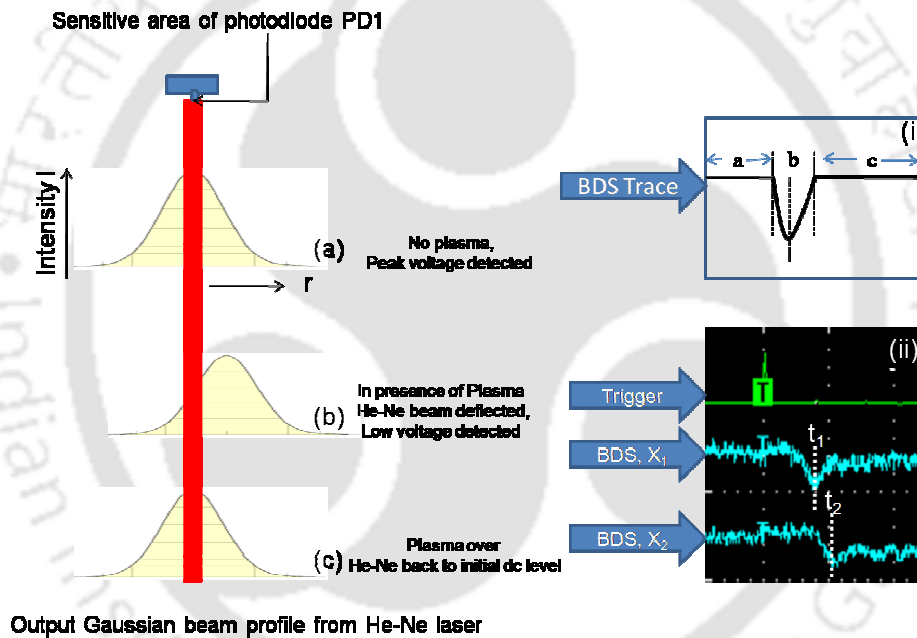 Sensitive area of photodiode PD1
Intensity I
(a)
No plasma,
Peak voltage detected
r
(b)
In presence of Plasma
He-Ne beam deflected,
Low voltage detected
(c)
Plasma over
He-Ne back to initial dc level
Output Gaussian beam profile from He-Ne laser
BDS Trace
(i
a
b
c
Trigger
BDS, X1
BDS, X2
(ii)
T
t1
t2